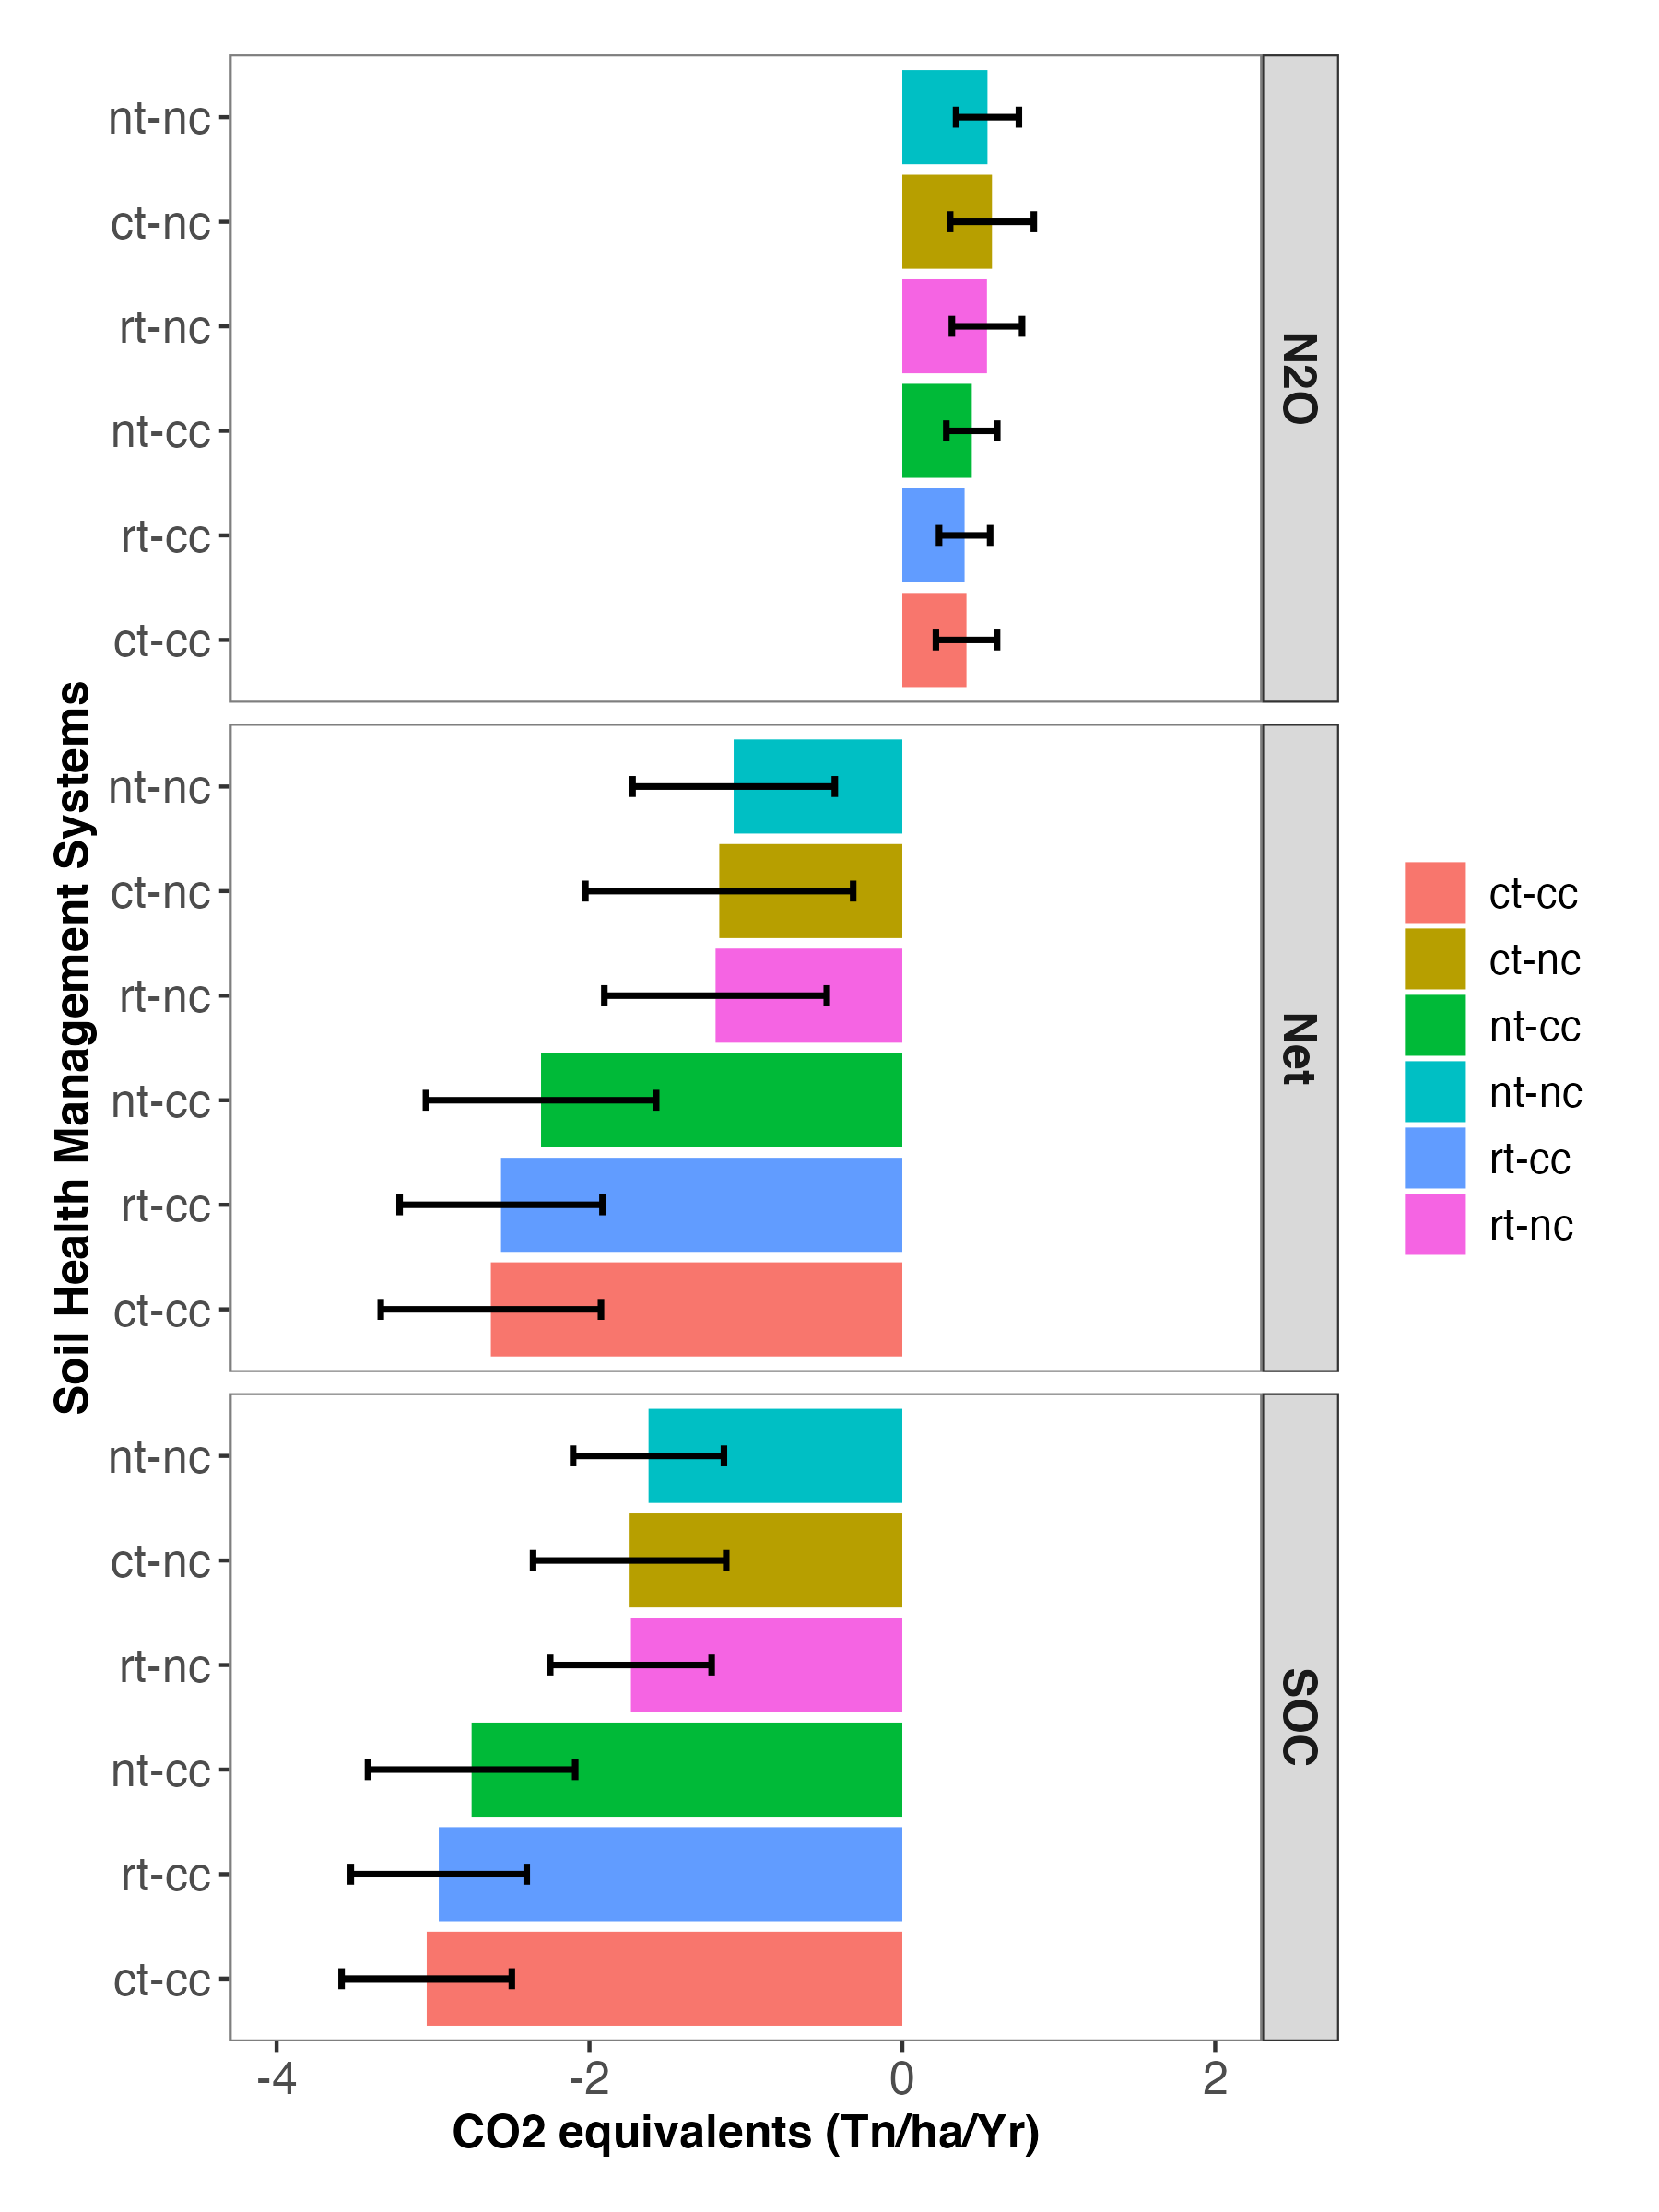 Soil Health Management Systems
nt-nc
ct-nc
rt-nc
nt-cc
rt-cc
ct-cc
N2O
nt-nc
ct-nc
rt-nc
nt-cc
rt-cc
ct-cc
Net
nt-nc
ct-nc
rt-nc
nt-cc
rt-cc
ct-cc
SOC
-4 -2 0 2
CO2 equivalents (Tn/ha/Yr)
ct-cc
ct-nc
nt-cc
nt-nc
rt-cc
rt-nc